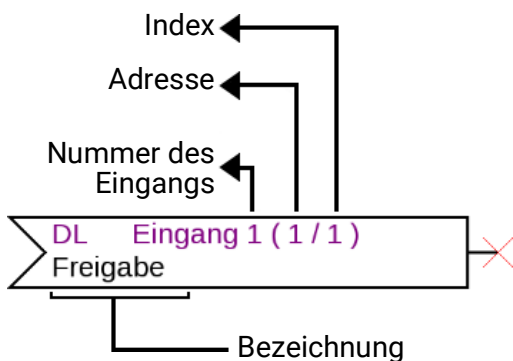 Index
Adresse
Nummer des
Eingangs
DL Eingang 1 ( 1 / 1 )
Freigabe
Bezeichnung